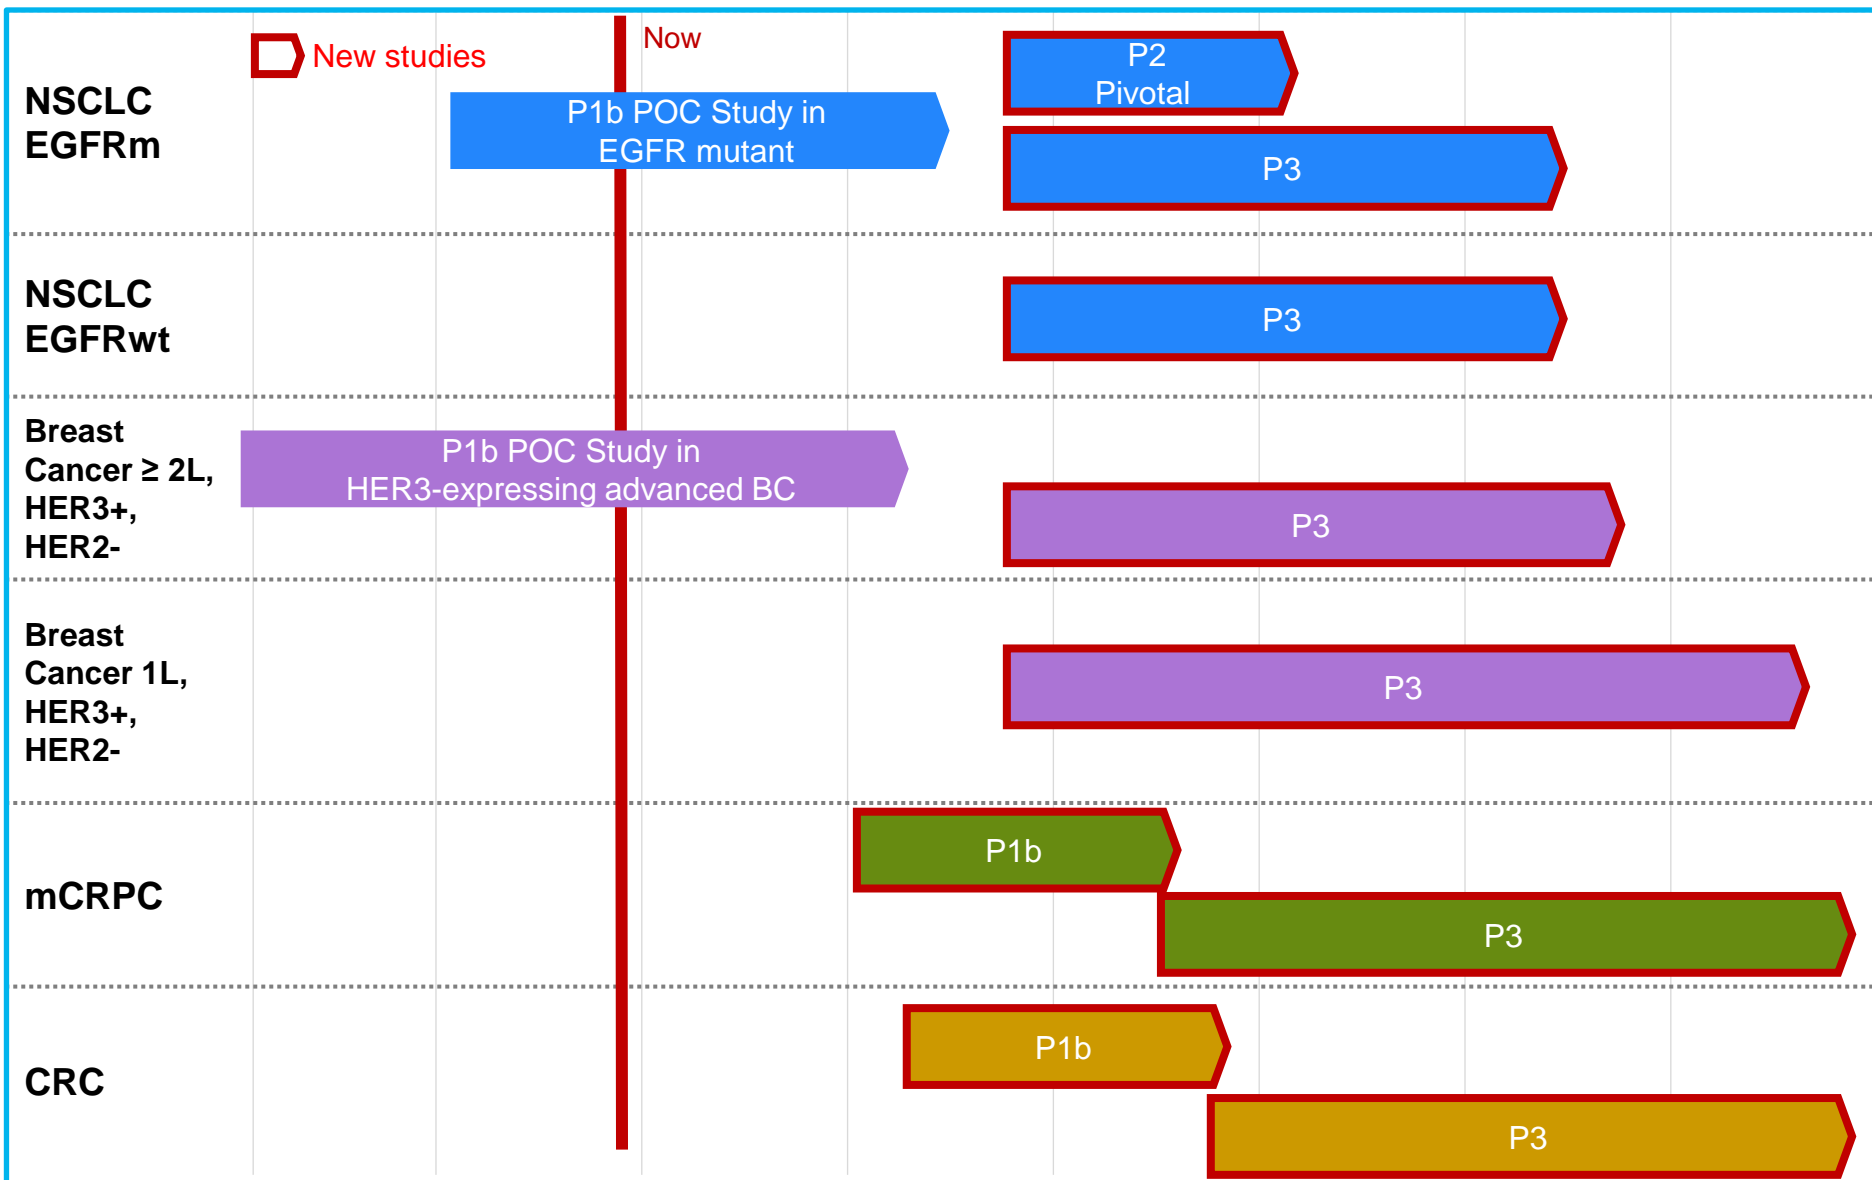 New studies
Now
NSCLC
EGFRm
P1b POC Study in
EGFR mutant
P2
Pivotal
P3
NSCLC
EGFRwt
P3
Breast
Cancer ≥ 2L,
HER3+,
HER2-
P1b POC Study in
HER3-expressing advanced BC
P3
Breast
Cancer 1L,
HER3+,
HER2-
P3
mCRPC
P1b
P3
CRC
P1b
P3